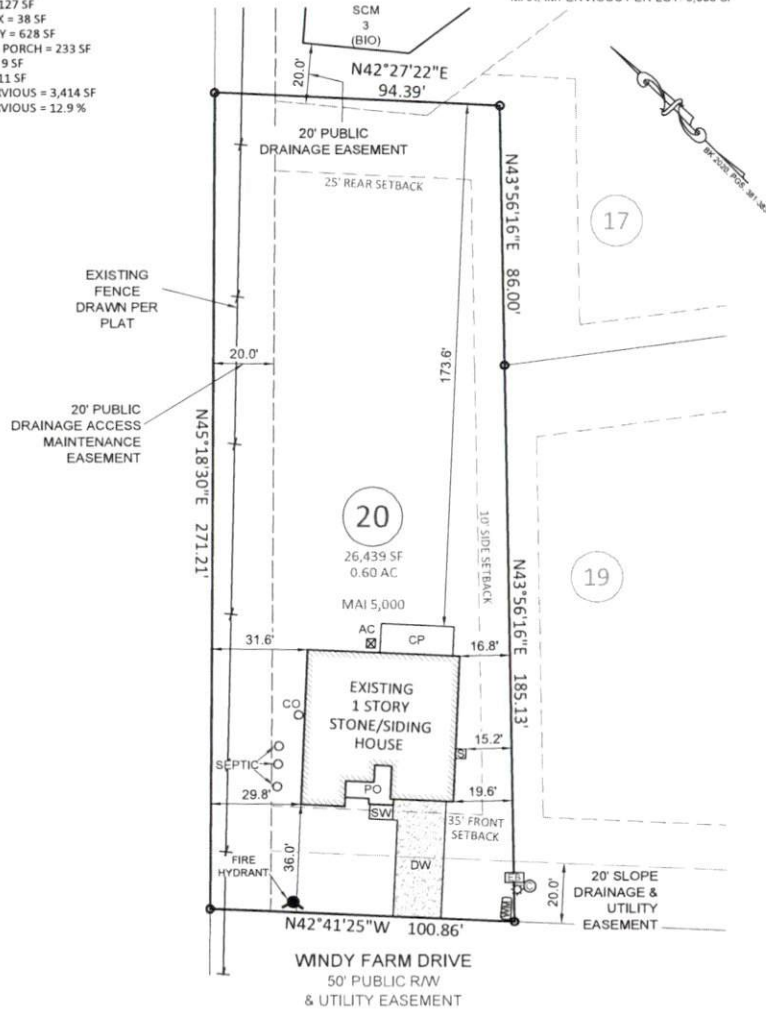 127 SF
= 38 SF
= 628 SF
PORCH = 233 SF
9 SF
11 SF
= 3,414 SF
= 12.9 %
SCM
3
(BIO)
N42°27'22"E
94.39'
20.0'
20' PUBLIC
DRAINAGE EASEMENT
25' REAR SETBACK
N43°56'16"E 86.00'
17
EXISTING
FENCE
DRAWN PER
PLAT
20.0'
173.6'
20' PUBLIC
DRAINAGE ACCESS
MAINTENANCE
EASEMENT
N45°18'30"E 271.21'
20
26,439 SF
0.60 AC
MAI 5,000
10' SIDE SETBACK
19
N43°56'16"E 185.13'
AC
CP
31.6'
16.8'
EXISTING
1 STORY
STONE/SIDING
HOUSE
CO
15.2'
SEPTIC
PO
29.8'
19.6'
SW
35' FRONT
SETBACK
36.0'
DW
FIRE
HYDRANT
20.0'
20' SLOPE
DRAINAGE &
UTILITY
EASEMENT
N42°41'25"W 100.86'
WINDY FARM DRIVE
50' PUBLIC R/W
& UTILITY EASEMENT